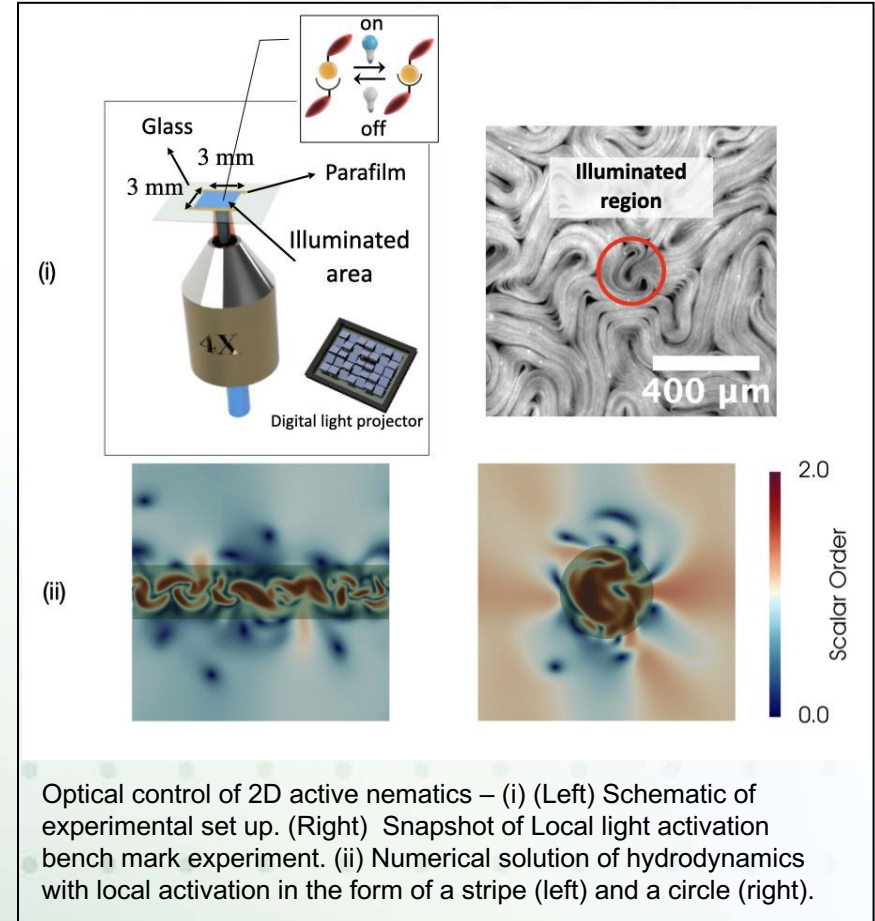 on
off
Glass
3 mm
3 mm
Parafilm
Illuminated
area
4X
Digital light projector
(i)
Illuminated
region
400 µm
(ii)
2.0
Scalar Order
0.0
Optical control of 2D active nematics – (i) (Left) Schematic of
experimental set up. (Right)  Snapshot of Local light activation
bench mark experiment. (ii) Numerical solution of hydrodynamics
with local activation in the form of a stripe (left) and a circle (right).